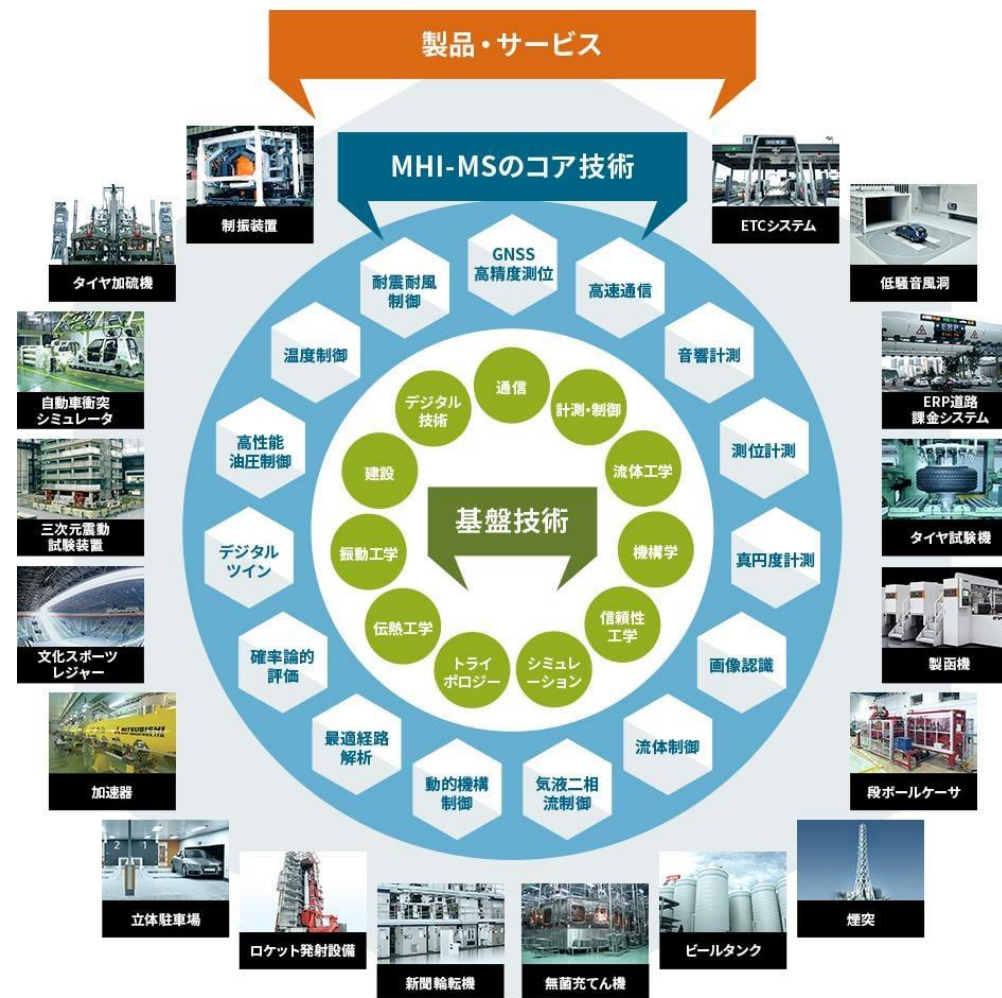 製品・サービス
MHI-MSのコア技術
制振装置
ETCシステム
タイヤ加硫機
低騒音風洞
自動車衝突
シミュレータ
ERP
ERP道路
課金システム
三次元震動
試験装置
タイヤ試験機
文化スポーツ
レジャー
製函機
MITSUBISHI
加速器
段ボールケーサ
2 1
立体駐車場
煙突
ロケット発射設備
ビールタンク
新聞輪転機
無菌充てん機
GNSS
高精度測位
耐震耐風
制御
高速通信
温度制御
音響計測
高性能
油圧制御
測位計測
デジタル
ツイン
真円度計測
確率論的
評価
画像認識
最適経路
解析
流体制御
動的機構
制御
気液二相
流制御
通信
デジタル
技術
計測・制御
建設
流体工学
基盤技術
振動工学
機構学
伝熱工学
信頼性
工学
トライ
ボロジー
シミュレ
ーション